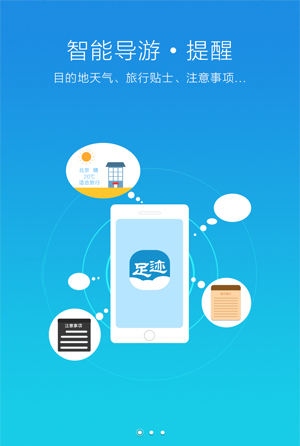 智能导游·提醒
目的地天气、旅行贴士、注意事项...
北京 晴
20℃
适合旅行
足迹
注意事项